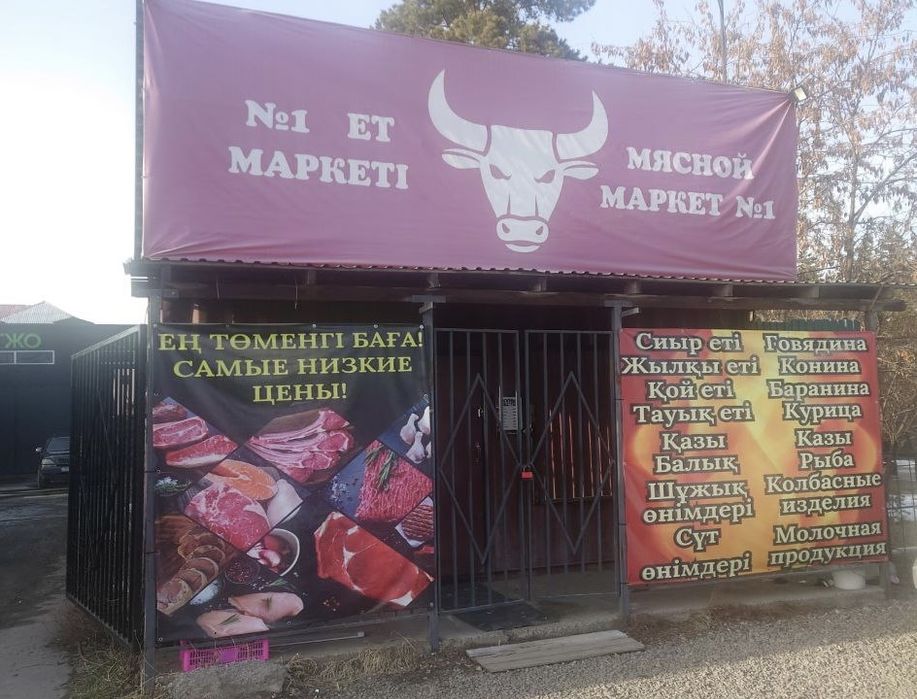 №1 ЕТ
МАРКЕТІ
МЯСНОЙ
МАРКЕТ №1
ЖО
ЕҢ ТӨМЕНГІ БАҒА!
САМЫЕ НИЗКИЕ
ЦЕНЫ!
Сиыр еті
Жылқы еті
Қой еті
Тауық еті
Қазы
Балық
Шұжық
өнімдері
Сүт
өнімдері
Говядина
Конина
Баранина
Курица
Казы
Рыба
Колбасные
изделия
Молочная
продукция